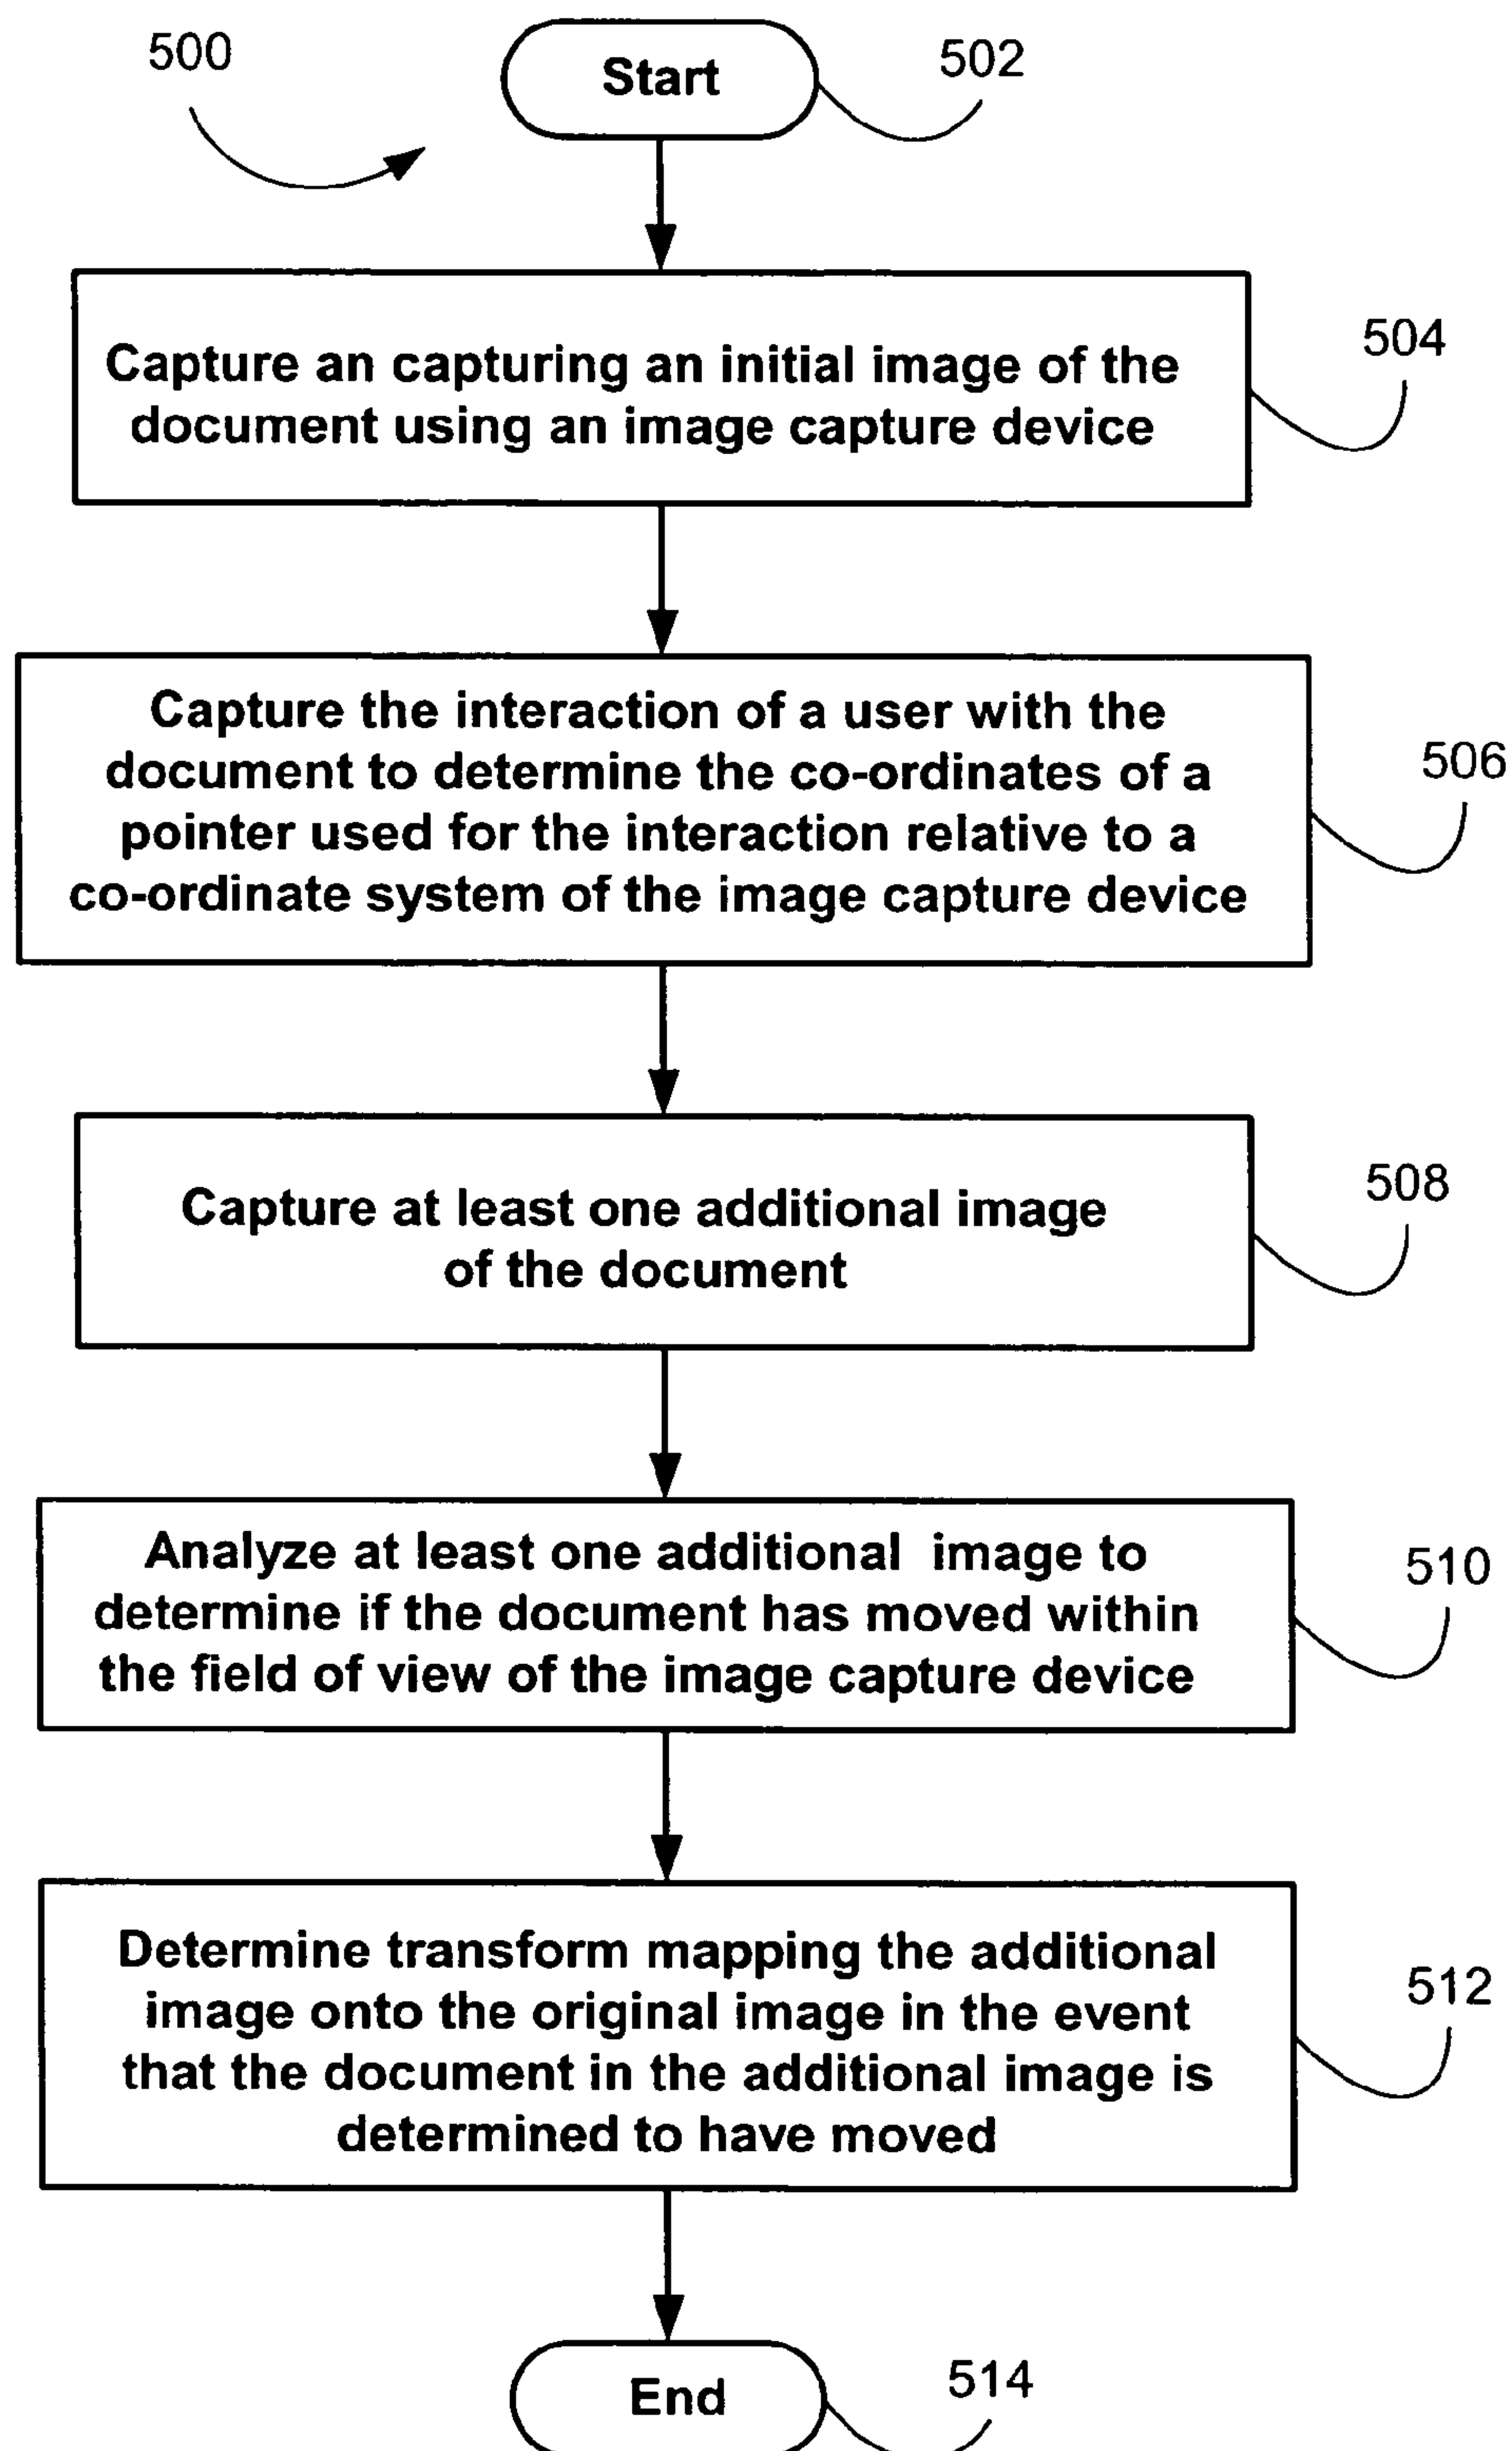 500
Start
502
Capture an capturing an initial image of the
document using an image capture device
504
Capture the interaction of a user with the
document to determine the co-ordinates of a
pointer used for the interaction relative to a
co-ordinate system of the image capture device
506
Capture at least one additional image
of the document
508
Analyze at least one additional image to
determine if the document has moved within
the field of view of the image capture device
510
Determine transform mapping the additional
image onto the original image in the event
that the document in the additional image is
determined to have moved
512
End
514